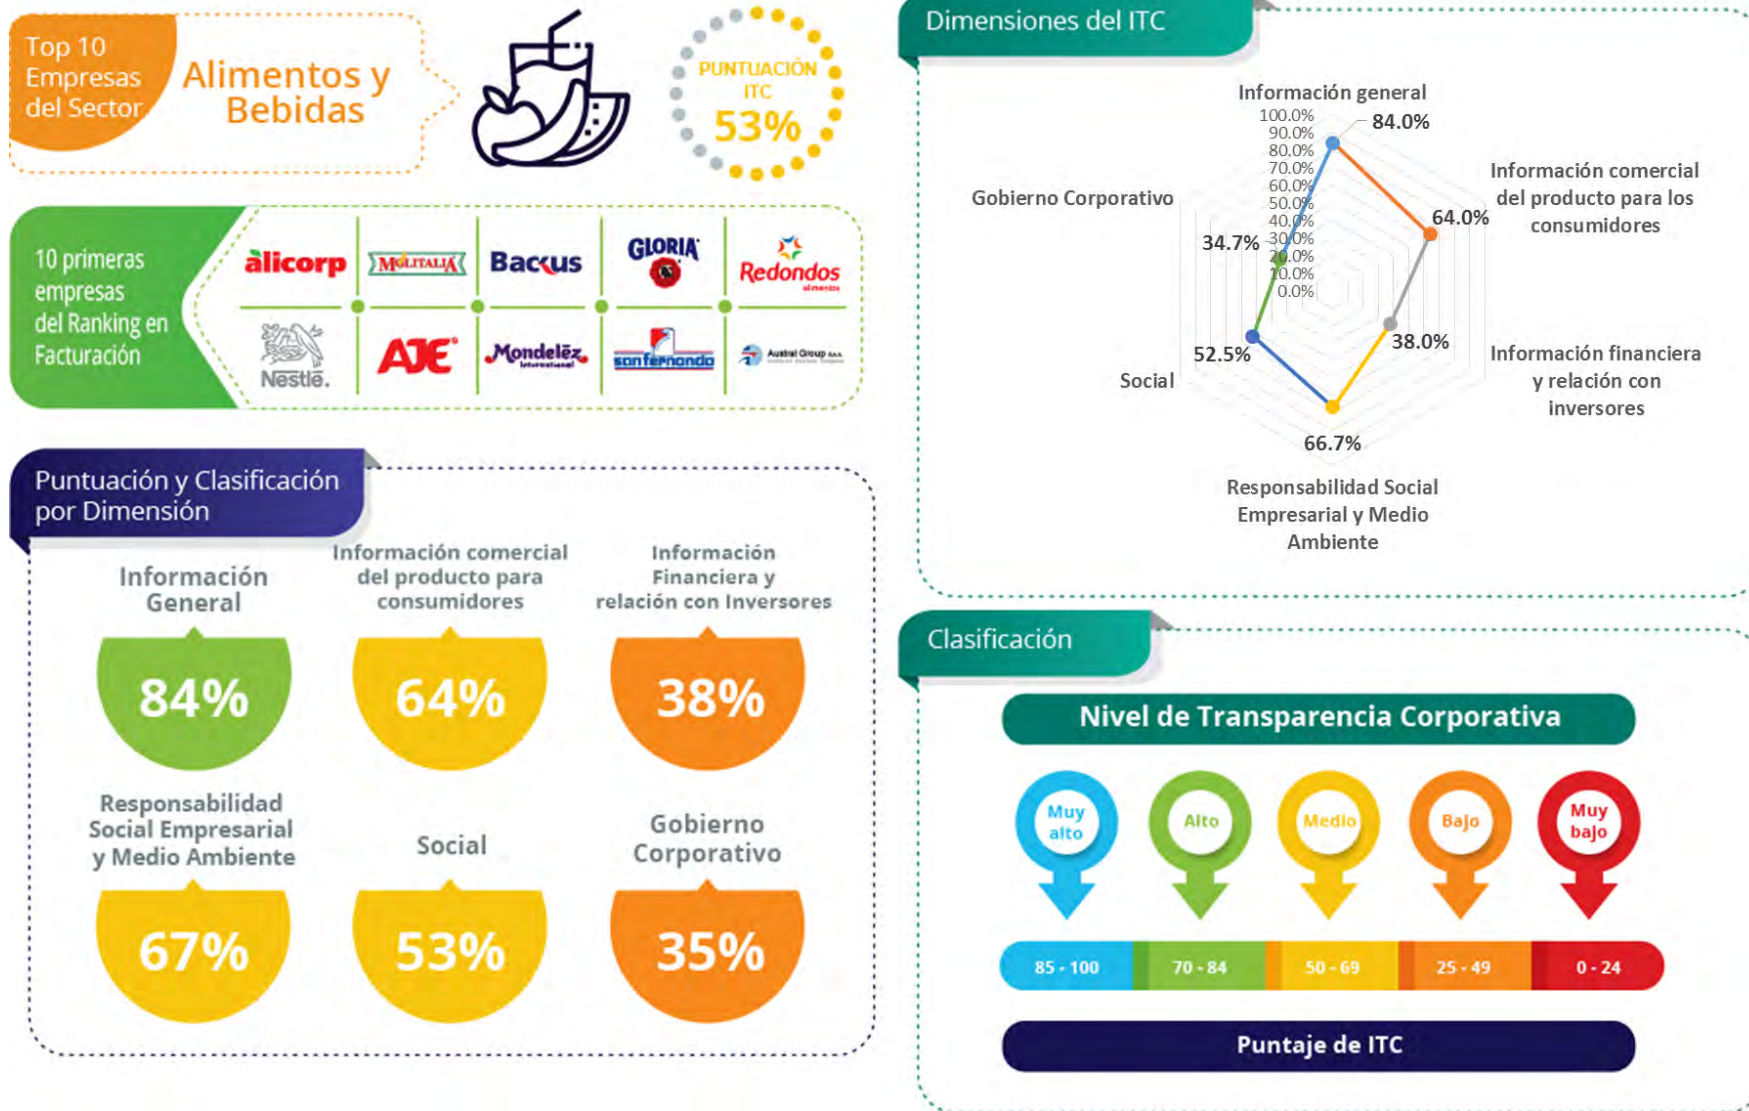 Top 10
Empresas
del Sector
Alimentos y
Bebidas
PUNTUACIÓN
ITC
53%
10 primeras
empresas
del Ranking en
Facturación
alicorp
MOLITALIA
Backus
GLORIA
Redondos
alimentos
Nestlé.
AJE
Mondelēz
International
san fernando
Austral Group S.A.A.
Puntuación y Clasificación
por Dimensión
Información
General
84%
Información comercial
del producto para
consumidores
64%
Información
Financiera y
relación con Inversores
38%
Responsabilidad
Social Empresarial
y Medio Ambiente
67%
Social
53%
Gobierno
Corporativo
35%
Dimensiones del ITC
Información general
100.0%
90.0%
80.0%
70.0%
60.0%
50.0%
40.0%
30.0%
20.0%
10.0%
0.0%
84.0%
Información comercial
del producto para los
consumidores
64.0%
Información financiera
y relación con
inversores
38.0%
66.7%
Responsabilidad Social
Empresarial y Medio
Ambiente
52.5%
Social
34.7%
Gobierno Corporativo
Clasificación
Nivel de Transparencia Corporativa
Muy
alto
Alto
Medio
Bajo
Muy
bajo
85 - 100
70 - 84
50 - 69
25 - 49
0 - 24
Puntaje de ITC